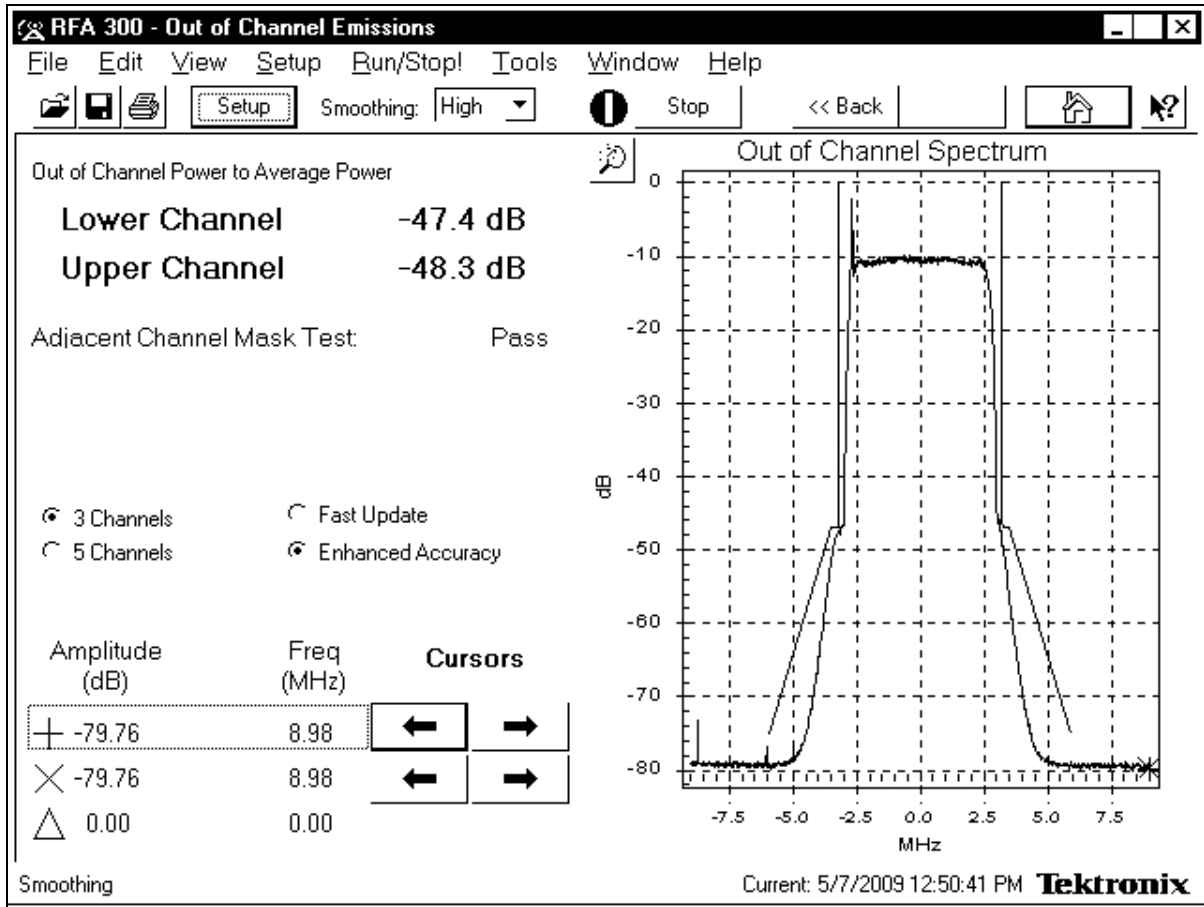 RFA 300 - Out of Channel Emissions
File Edit View Setup Run/Stop! Tools Window Help
Setup Smoothing: High Stop << Back
Out of Channel Power to Average Power
Lower Channel -47.4 dB
Upper Channel -48.3 dB
Adjacent Channel Mask Test: Pass
3 Channels Fast Update
5 Channels Enhanced Accuracy
Amplitude (dB) Freq (MHz) Cursors
-79.76 8.98
-79.76 8.98
0.00 0.00
Out of Channel Spectrum
0
-10
-20
-30
-40
-50
-60
-70
-80
dB
-7.5 -5.0 -2.5 0.0 2.5 5.0 7.5
MHz
Smoothing Current: 5/7/2009 12:50:41 PM Tektronix